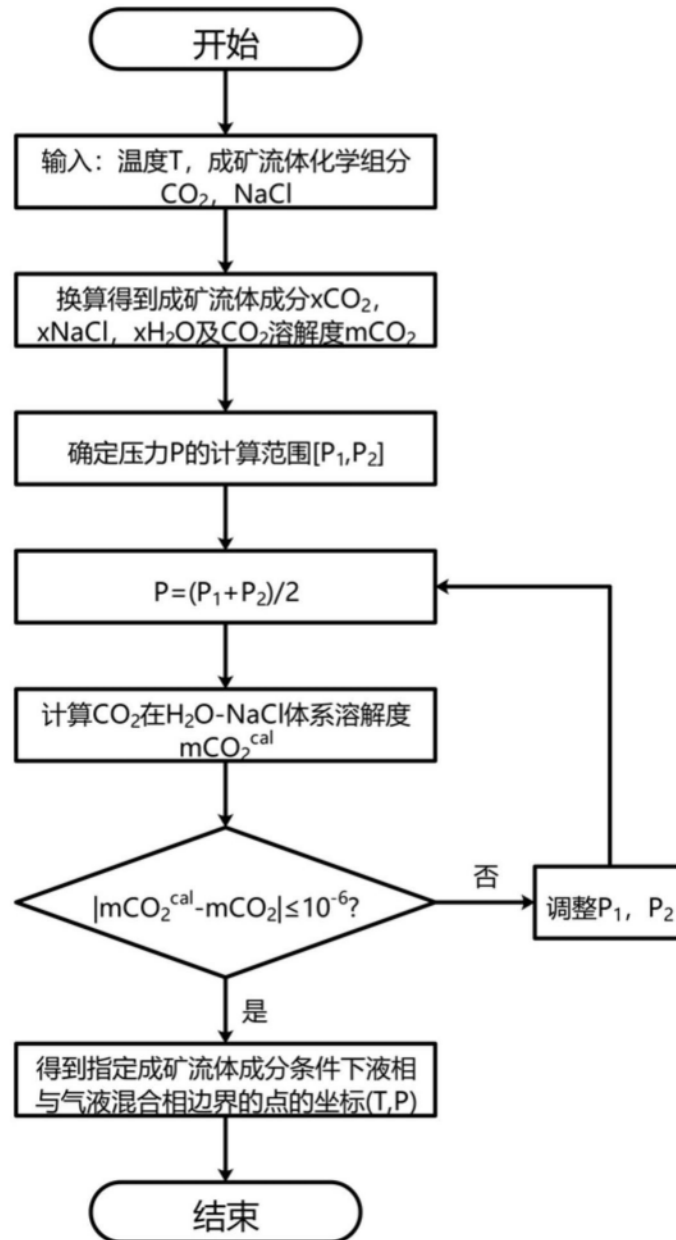 开始
输入：温度T，成矿流体化学组分
CO₂，NaCl
换算得到成矿流体成分xCO₂，
xNaCl，xH₂O及CO₂溶解度mCO₂
确定压力P的计算范围[P₁,P₂]
P=(P₁+P₂)/2
计算CO₂在H₂O-NaCl体系溶解度
mCO₂ᶜᵃˡ
|mCO₂ᶜᵃˡ-mCO₂|≤10⁻⁶?
否
调整P₁，P₂
是
得到指定成矿流体成分条件下液相
与气液混合相边界的点的坐标(T,P)
结束